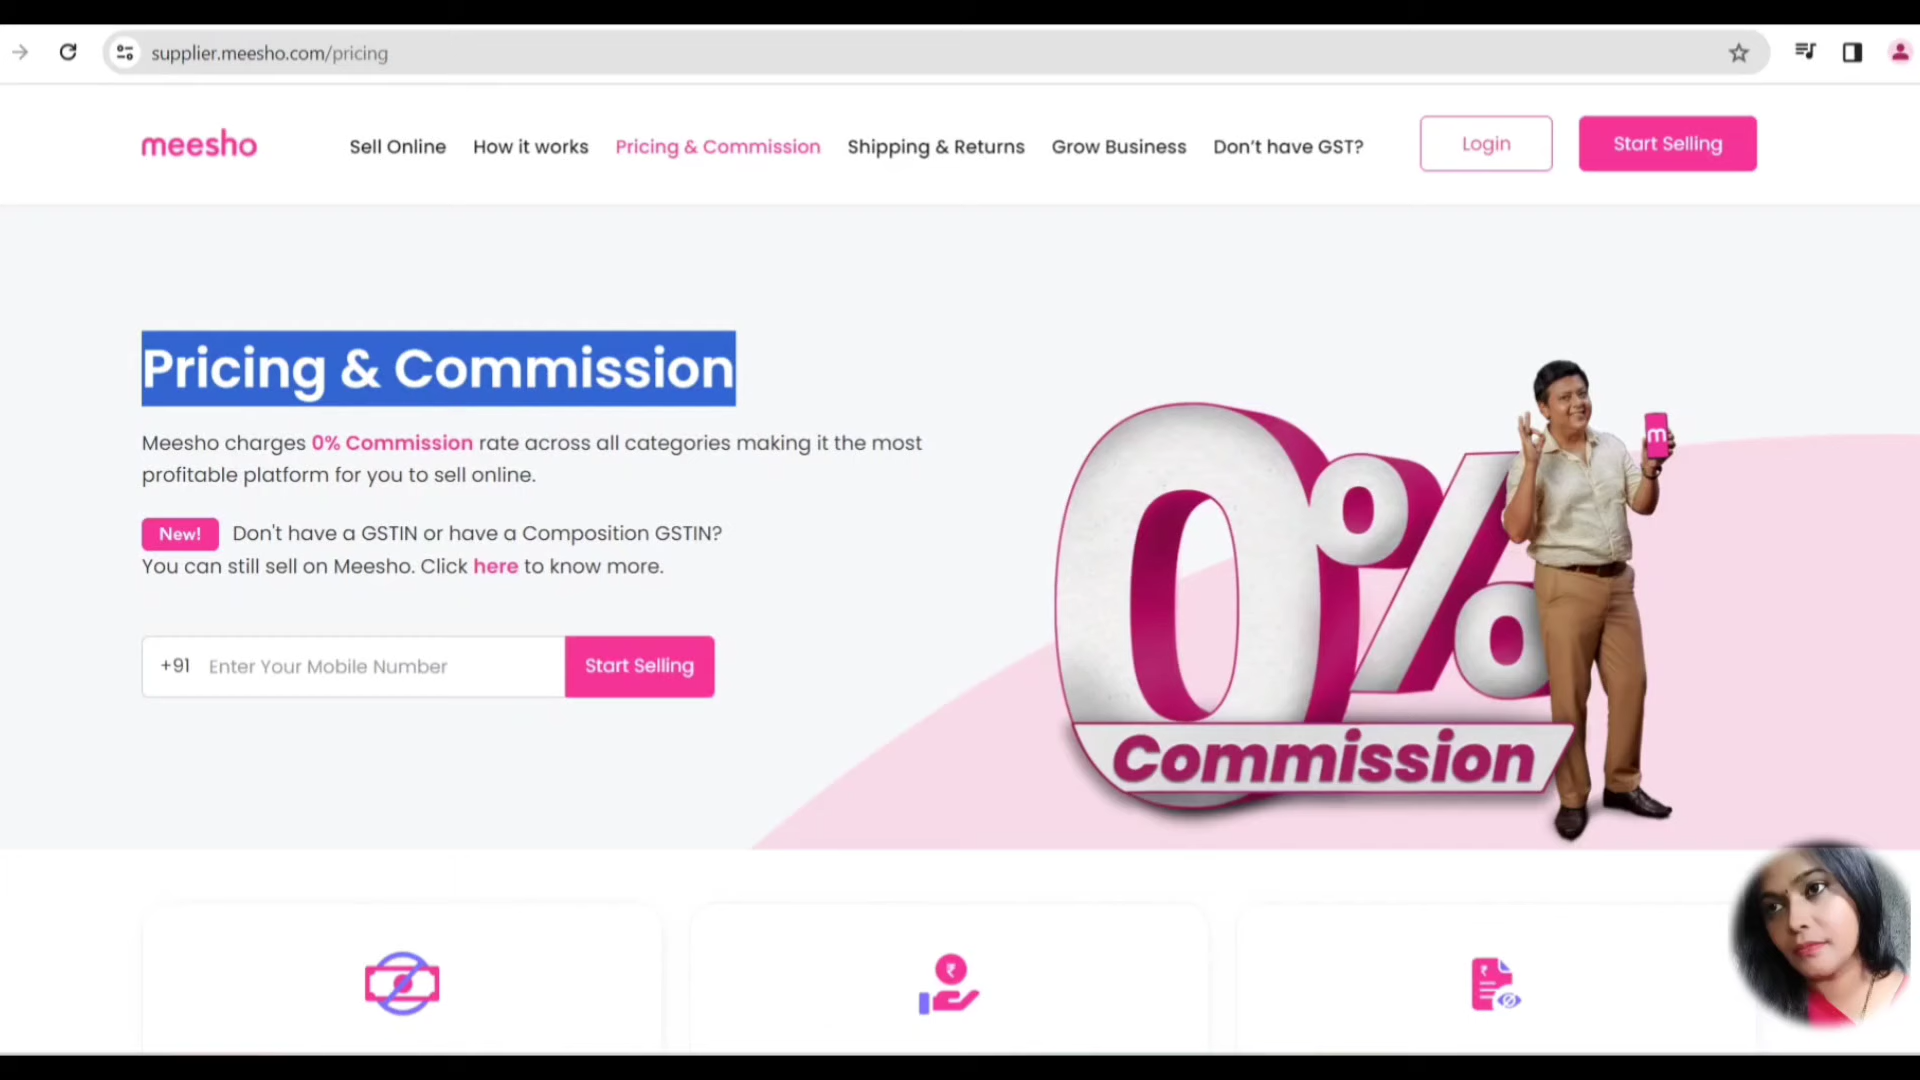 supplier.meesho.com/pricing
meesho
Sell Online
How it works
Pricing & Commission
Shipping & Returns
Grow Business
Don't have GST?
Login
Start Selling
Pricing & Commission
Meesho charges 0% Commission rate across all categories making it the most
profitable platform for you to sell online.
New! Don't have a GSTIN or have a Composition GSTIN?
You can still sell on Meesho. Click here to know more.
+91 Enter Your Mobile Number
Start Selling
0%
Commission
m